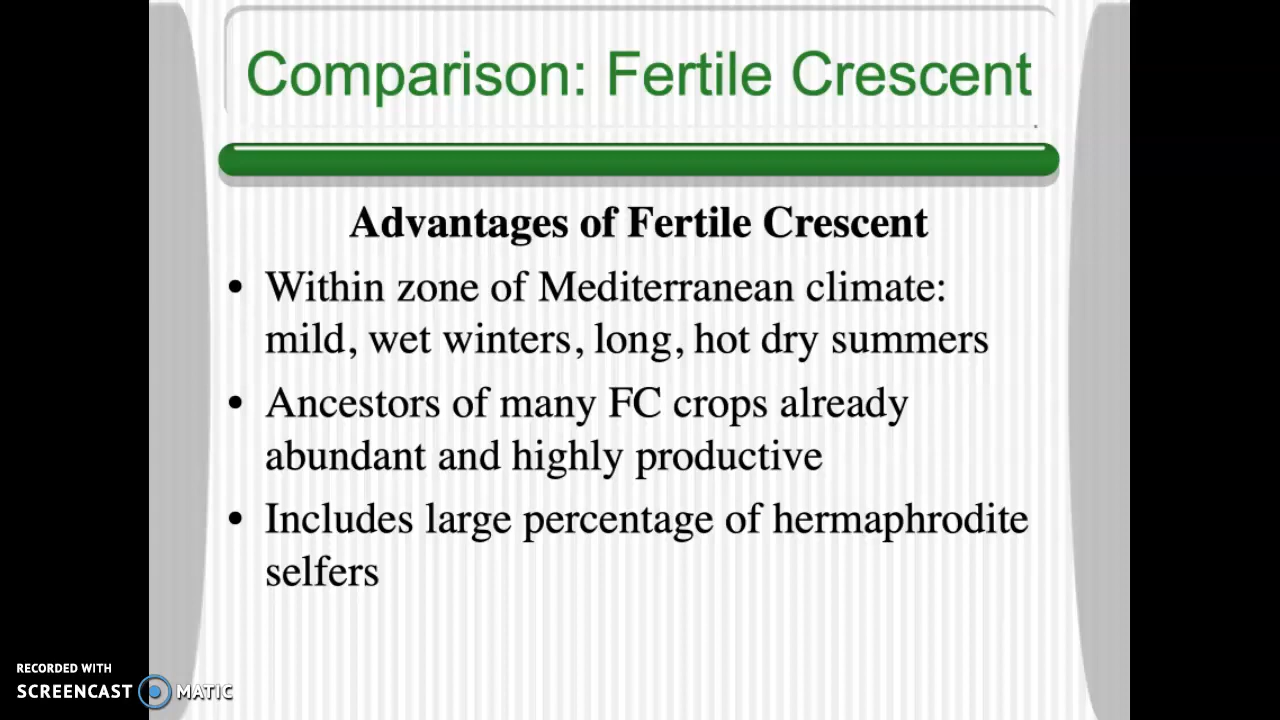 Comparison: Fertile Crescent
Advantages of Fertile Crescent
• Within zone of Mediterranean climate:
mild, wet winters, long, hot dry summers
• Ancestors of many FC crops already
abundant and highly productive
• Includes large percentage of hermaphrodite
selfers
RECORDED WITH
SCREENCAST MATIC